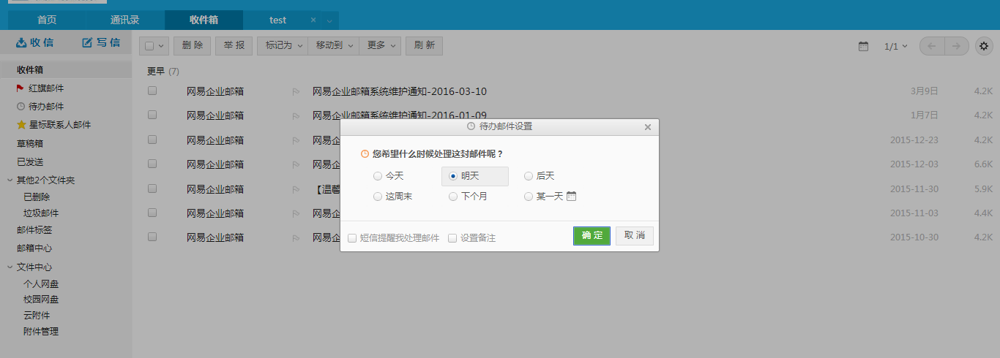 首页 通讯录 收件箱 test
收信 写信
删除 举报 标记为 移动到 更多 刷新 1/1
收件箱
红旗邮件
待办邮件
星标联系人邮件
草稿箱
已发送
其他2个文件夹
已删除
垃圾邮件
邮件标签
邮箱中心
文件中心
个人网盘
校园网盘
云附件
附件管理
更早 (7)
网易企业邮箱 网易企业邮箱系统维护通知-2016-03-10 3月9日 4.2K
网易企业邮箱 网易企业邮箱系统维护通知-2016-01-09 1月7日 4.2K
网易企业邮箱 网易企 2015-12-23 4.2K
网易企业邮箱 网易企 2015-12-03 6.6K
网易企业邮箱 【温馨 2015-11-30 5.9K
网易企业邮箱 网易企 2015-11-03 4.4K
网易企业邮箱 网易企 2015-10-30 4.2K
待办邮件设置
您希望什么时候处理这封邮件呢？
今天 明天 后天
这周末 下个月 某一天
短信提醒我处理邮件 设置备注 确定 取消